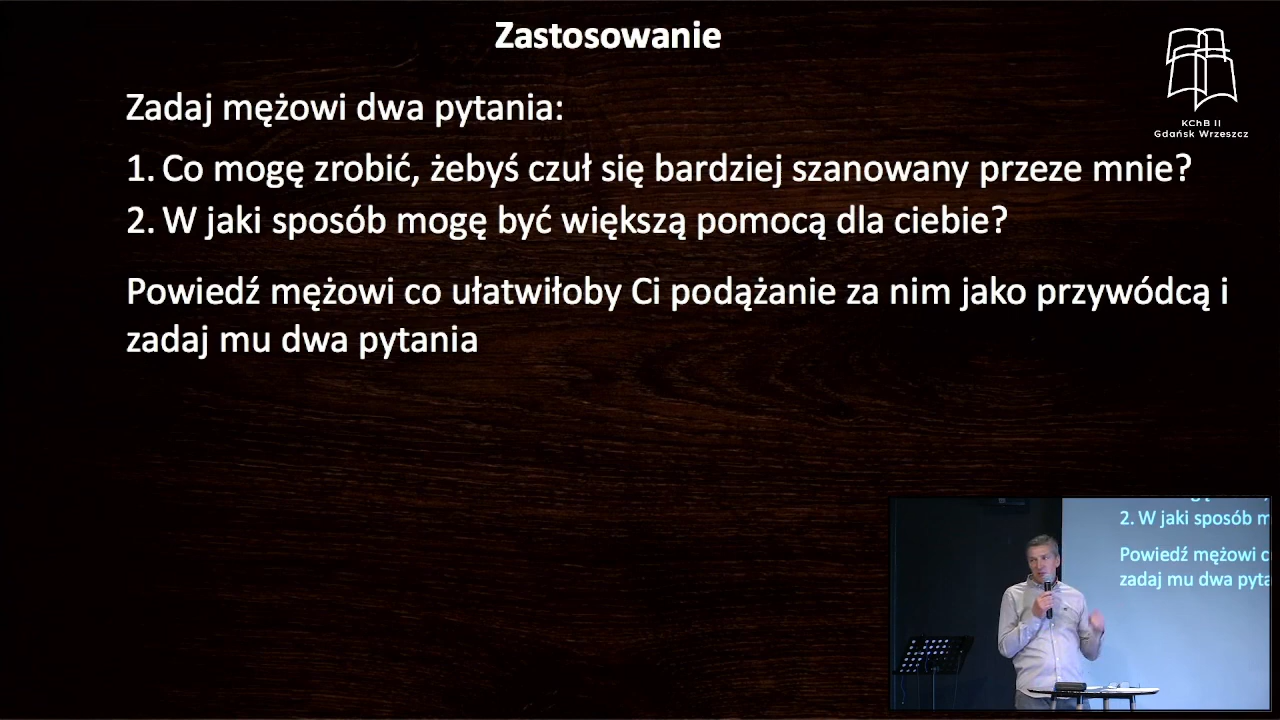 Zastosowanie
KChB II
Gdańsk Wrzeszcz
Zadaj mężowi dwa pytania:
1. Co mogę zrobić, żebyś czuł się bardziej szanowany przeze mnie?
2. W jaki sposób mogę być większą pomocą dla ciebie?
Powiedź mężowi co ułatwiłoby Ci podążanie za nim jako przywódcą i
zadaj mu dwa pytania
2. W jaki sposób m
Powiedź mężowi c
zadaj mu dwa pyta